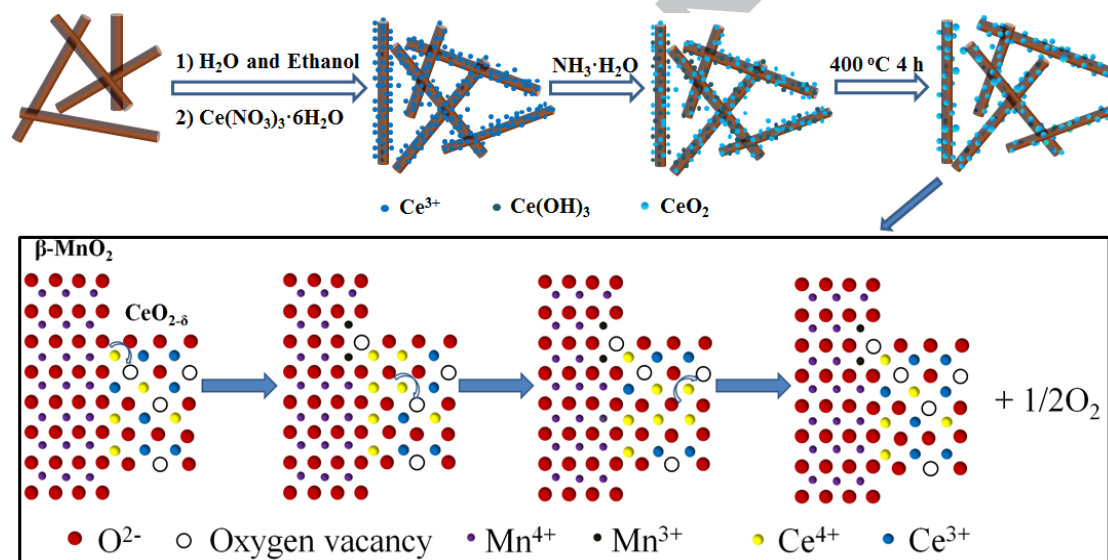 1) H₂O and Ethanol
2) Ce(NO₃)₃·6H₂O
NH₃·H₂O
400 °C 4 h
Ce³⁺
Ce(OH)₃
CeO₂
β-MnO₂
CeO₂₋δ
+ 1/2O₂
O²⁻
Oxygen vacancy
Mn⁴⁺
Mn³⁺
Ce⁴⁺
Ce³⁺